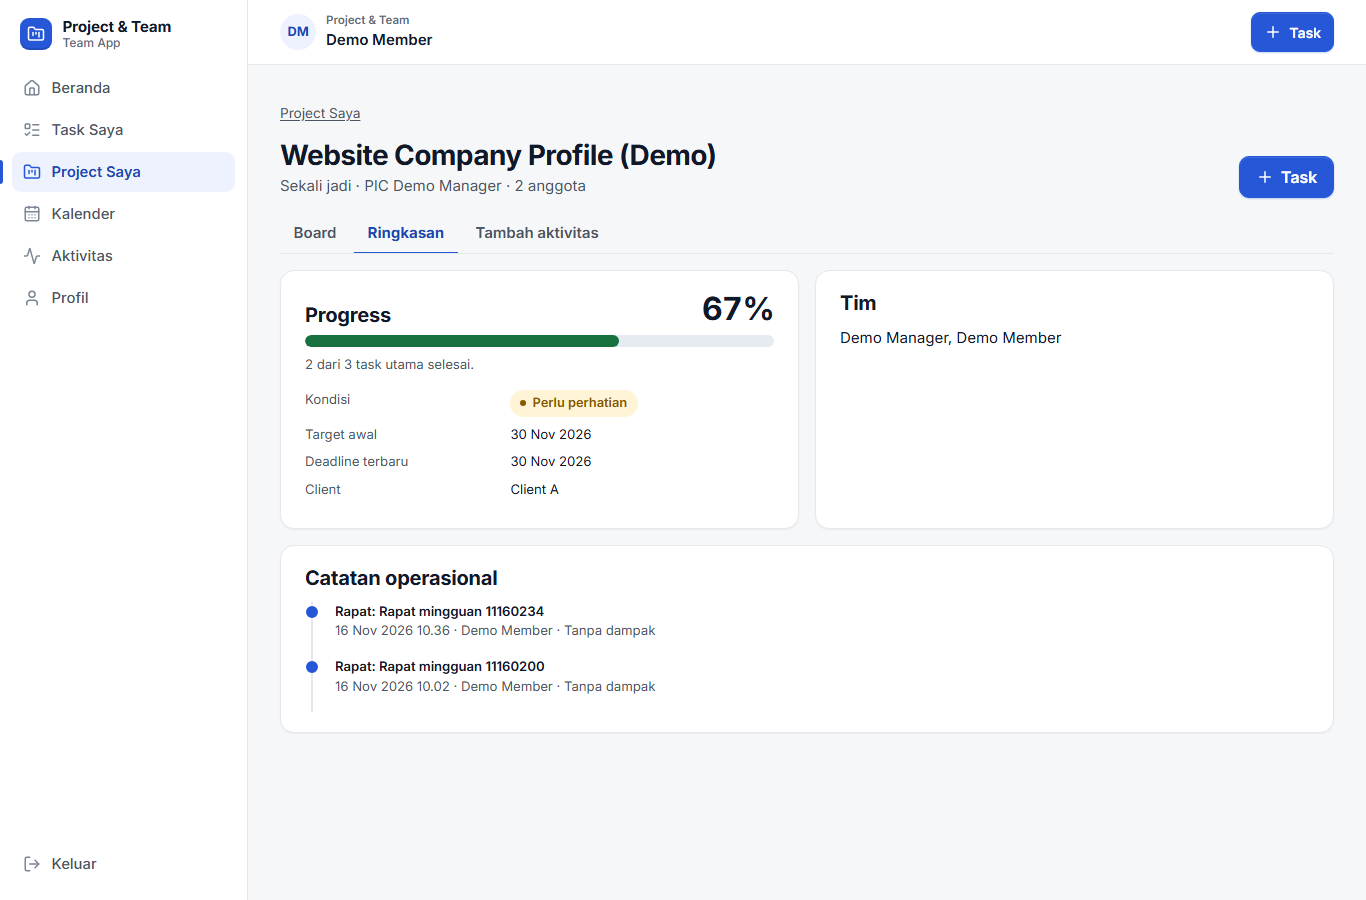 Project & Team
Team App
Beranda
Task Saya
Project Saya
Kalender
Aktivitas
Profil
Keluar
DM
Project & Team
Demo Member
+ Task
Project Saya
Website Company Profile (Demo)
Sekali jadi · PIC Demo Manager · 2 anggota
+ Task
Board
Ringkasan
Tambah aktivitas
Progress
67%
2 dari 3 task utama selesai.
Kondisi
Perlu perhatian
Target awal
30 Nov 2026
Deadline terbaru
30 Nov 2026
Client
Client A
Tim
Demo Manager, Demo Member
Catatan operasional
Rapat: Rapat mingguan 11160234
16 Nov 2026 10.36 · Demo Member · Tanpa dampak
Rapat: Rapat mingguan 11160200
16 Nov 2026 10.02 · Demo Member · Tanpa dampak